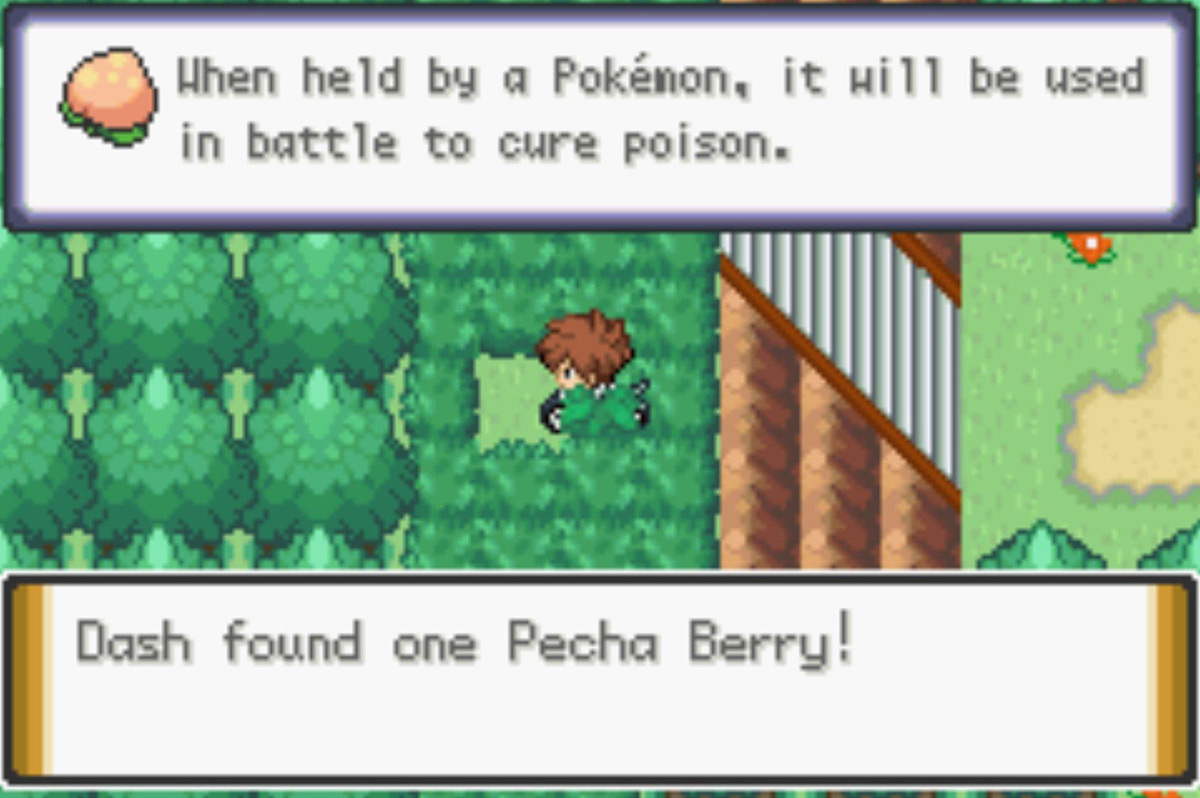 When held by a Pokémon, it will be used
in battle to cure poison.
Dash found one Pecha Berry!